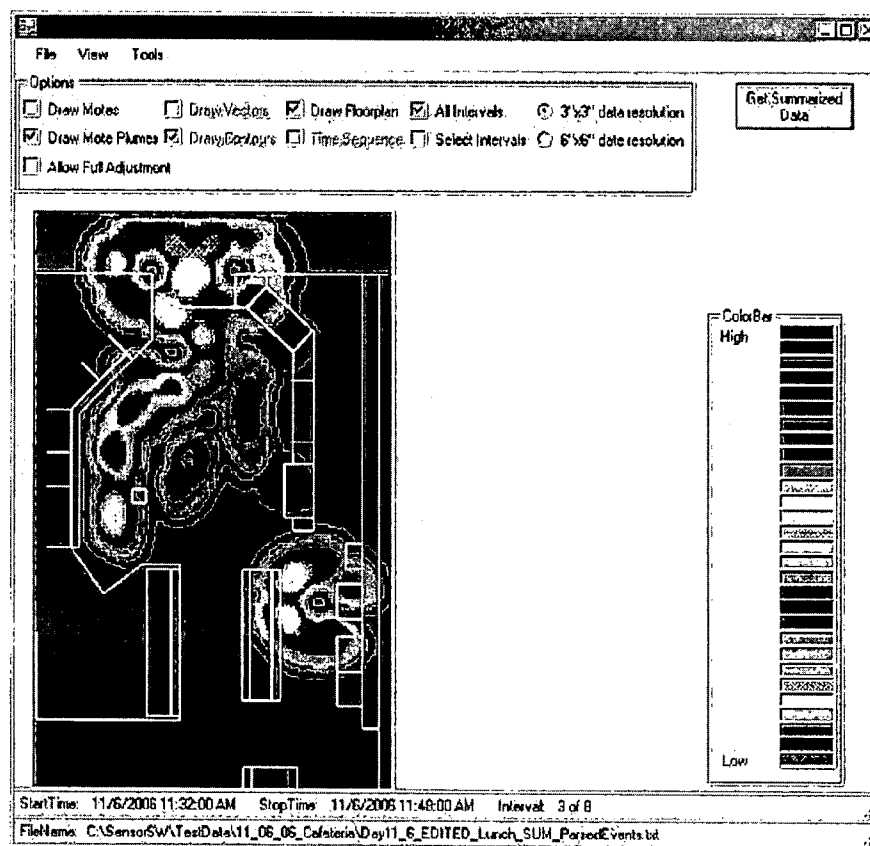 File View Tools
Options
Draw Motes Draw Vectors Draw Floorplan All Intervals 3"x3" data resolution
Draw Mote Plumes Draw Contours Time Sequence Select Intervals 6"x6" date resolution
Allow Full Adjustment
Get Summarized
Data
ColorBar
High
Low
StartTime: 11/6/2006 11:32:00 AM StopTime: 11/6/2006 11:48:00 AM Interval: 3 of 8
FileName: C:\SensorSW\TestData\11_06_06_Cafeteria\Day11_6_EDITED_Lunch_SUM_ParsedEvents.txt